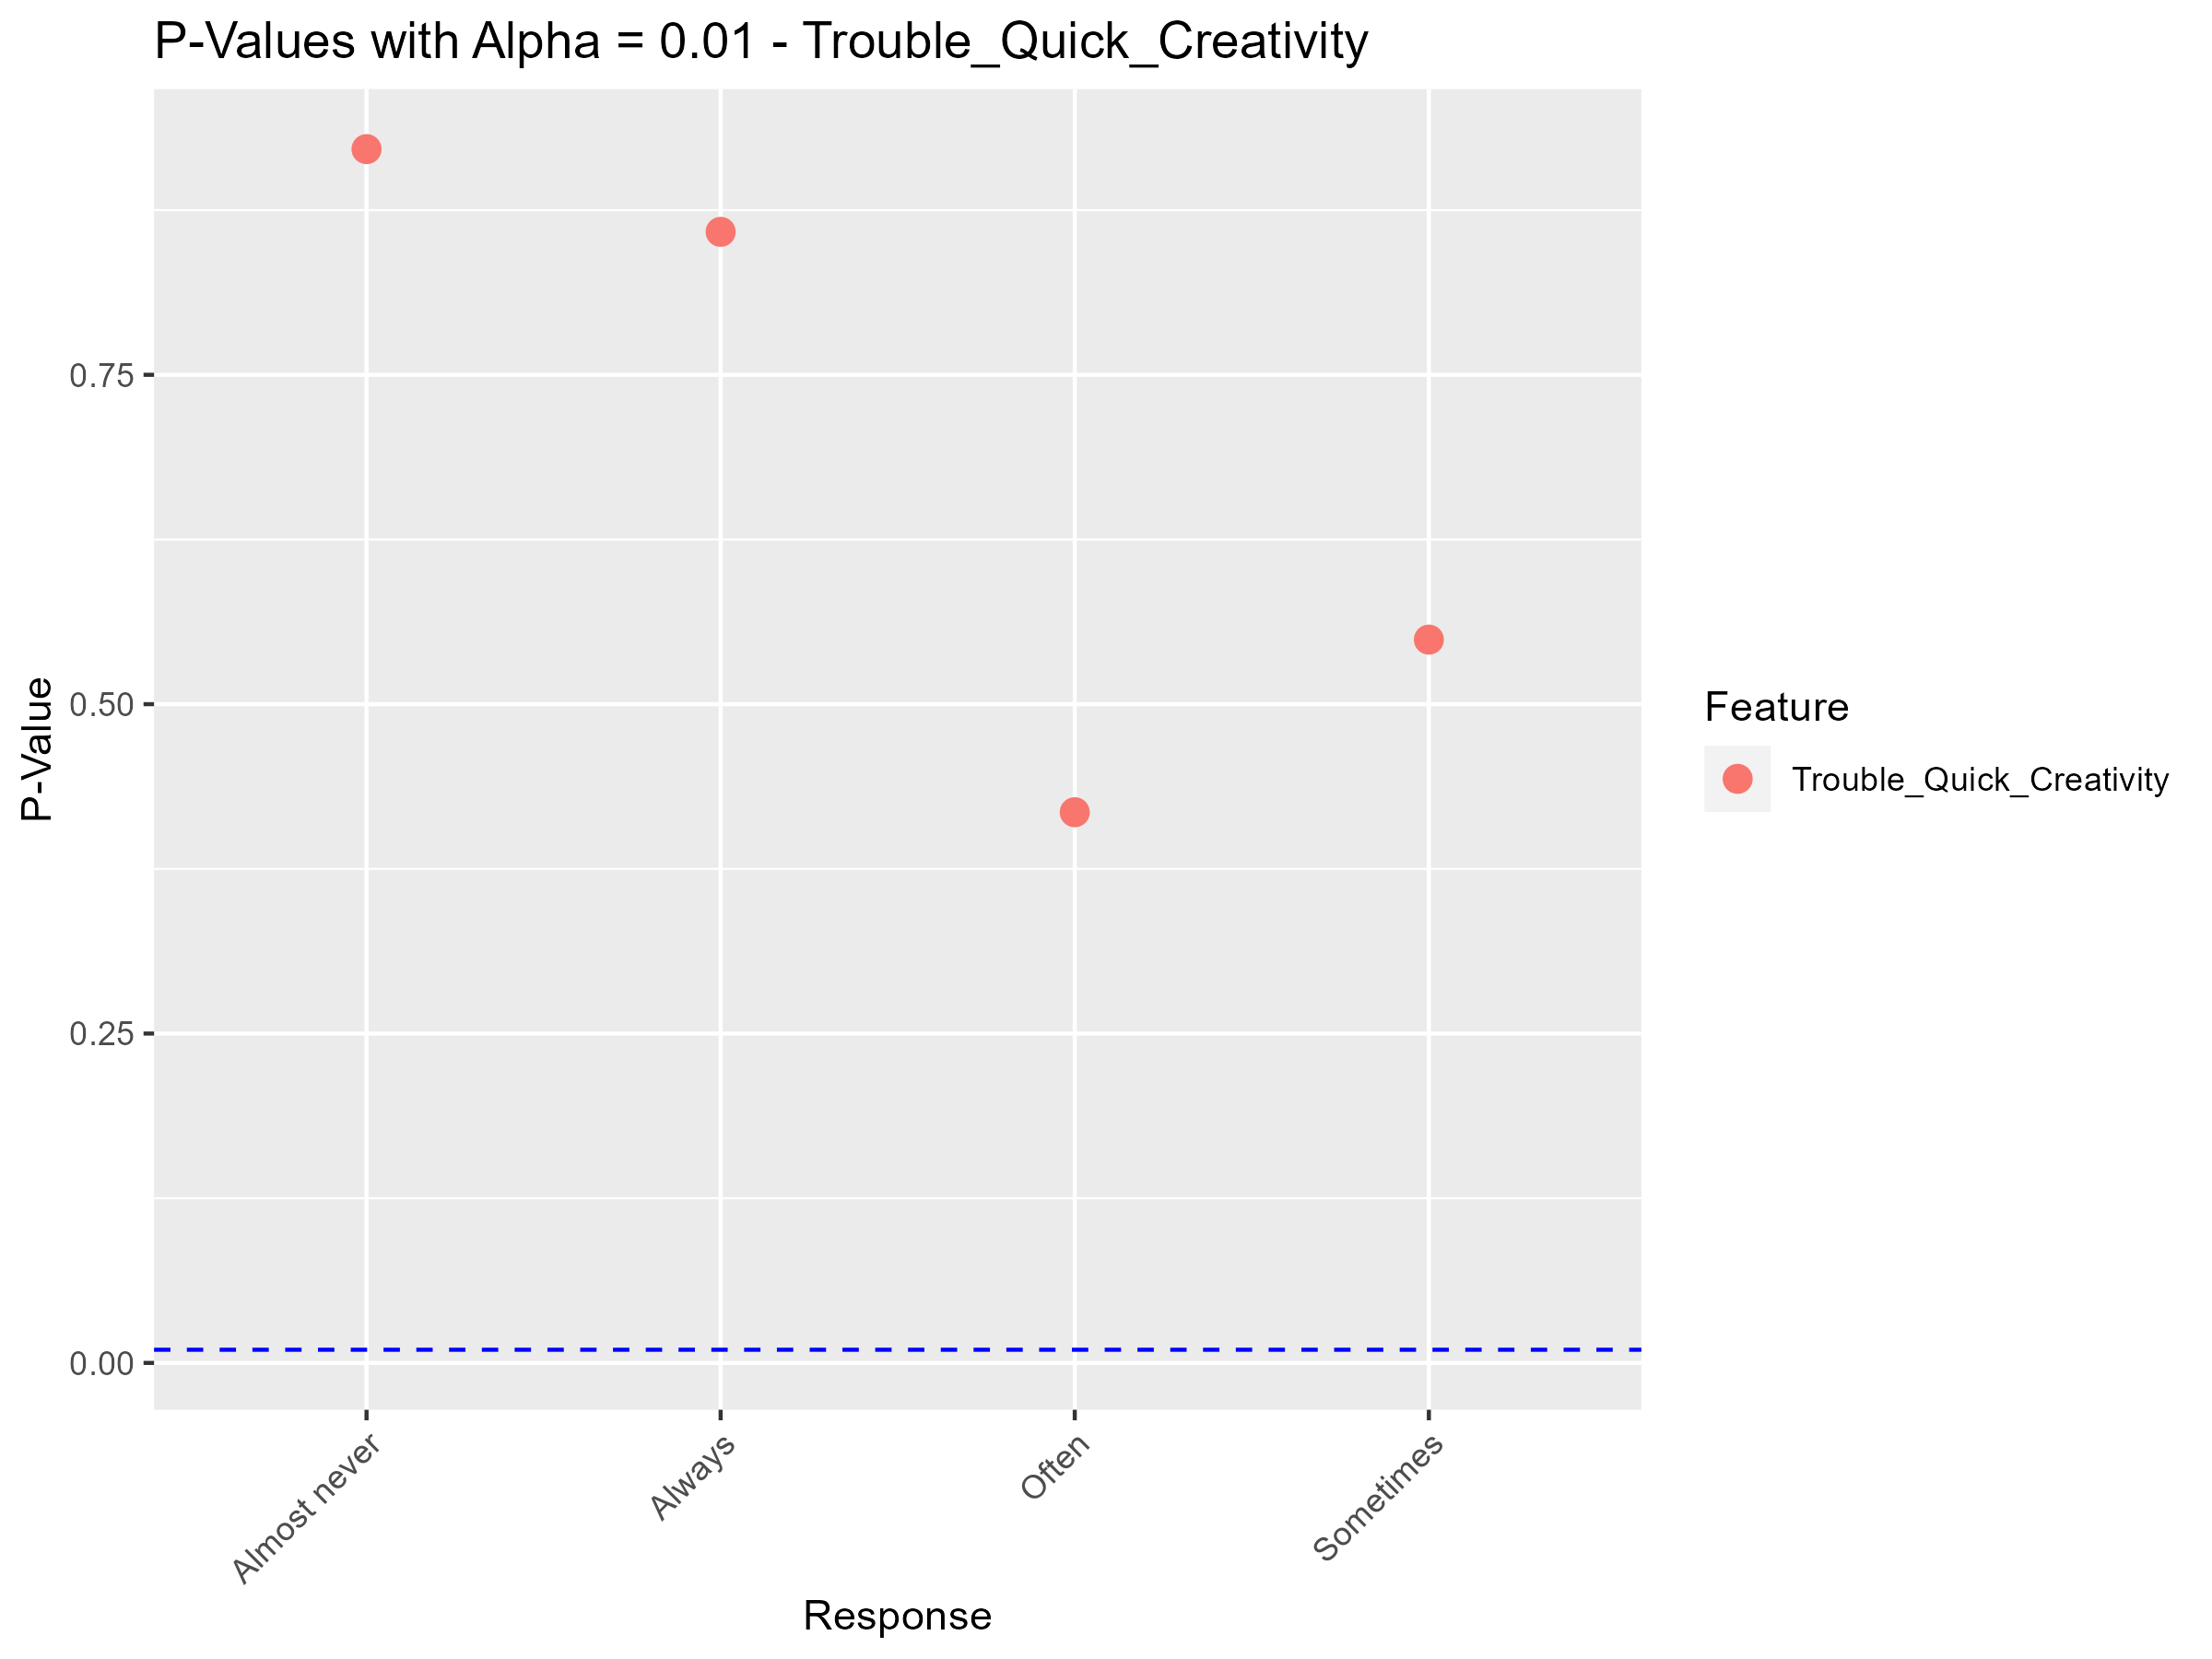 P-Values with Alpha = 0.01 - Trouble_Quick_Creativity
P-Value
0.75
0.50
0.25
0.00
Almost never
Always
Often
Sometimes
Response
Feature
Trouble_Quick_Creativity